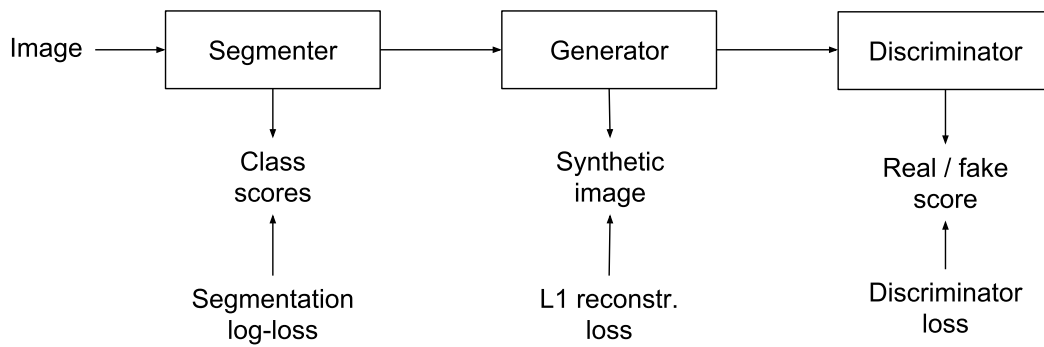 Image
Segmenter
Generator
Discriminator
Class
scores
Synthetic
image
Real / fake
score
Segmentation
log-loss
L1 reconstr.
loss
Discriminator
loss